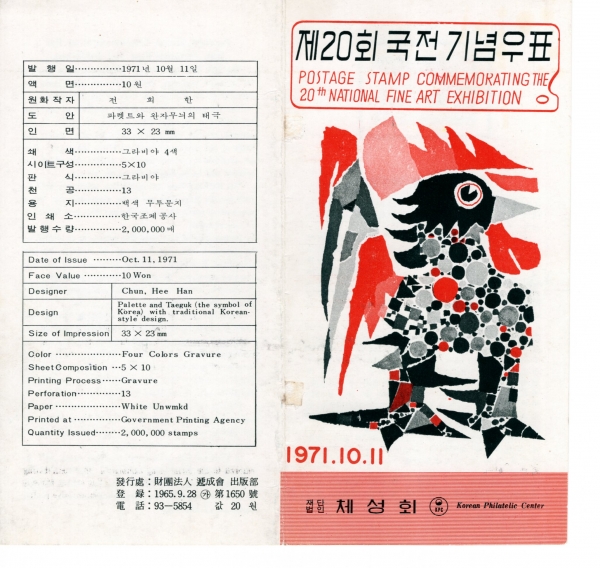 발 행 일 ··············· 1971년 10월 11일
액 면 ··············· 10 원
원 화 작 자 전 희 한
도 안 파렛트와 완자무늬의 태극
인 면 33 × 23 mm
쇄 색 ··············· 그라비아 4색
시이트구성 ··············· 5×10
판 식 ··············· 그라비아
천 공 ··············· 13
용 지 ··············· 백색 무투문지
인 쇄 소 ··············· 한국조폐공사
발 행 수 량 ··············· 2,000,000 매
Date of Issue ········Oct. 11, 1971
Face Value ···········10 Won
Designer Chun, Hee Han
Design Palette and Taeguk (the symbol of
Korea) with traditional Korean-
style design.
Size of Impression 33 × 23 mm
Color ··················Four Colors Gravure
Sheet Composition ···5 × 10
Printing Process······Gravure
Perforation············13
Paper ··················White Unwmkd
Printed at ············Government Printing Agency
Quantity Issued·······2,000,000 stamps
發行處 : 財團法人 遞成會 出版部
登 錄 : 1965.9.28 ㉮ 第1650 號
電 話 : 93-5854 값 20 원
제20회 국전 기념우표
POSTAGE STAMP COMMEMORATING THE
20th NATIONAL FINE ART EXHIBITION
1971.10.11
재단법인 체성회 Korean Philatelic Center